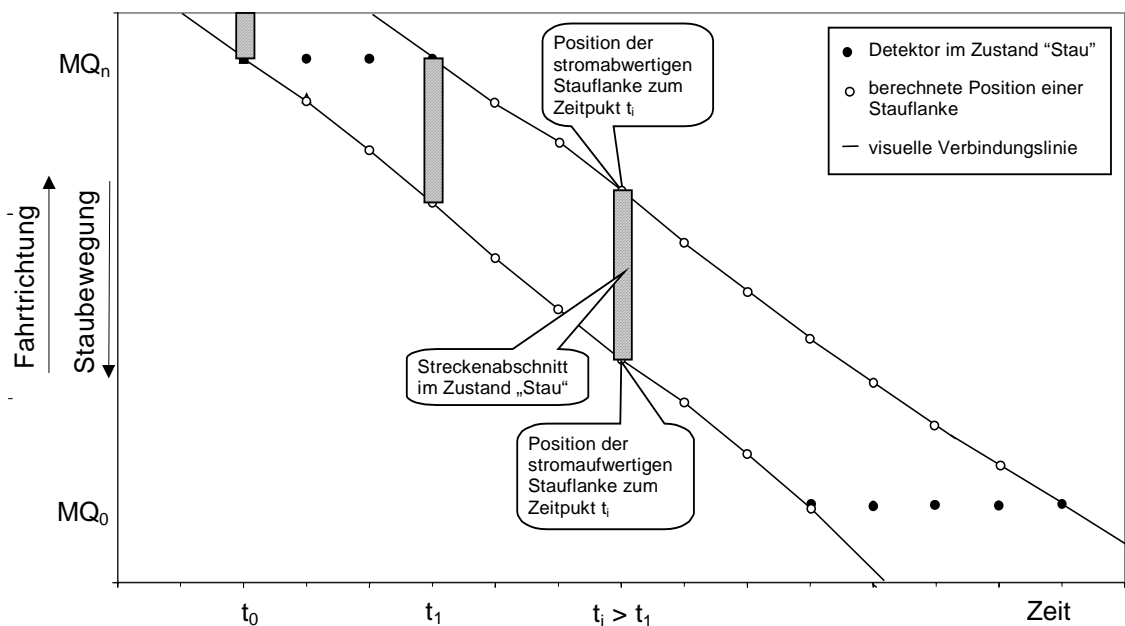 MQn
MQ0
Fahrtrichtung
Staubewegung
Position der
stromabwertigen
Stauflanke zum
Zeitpukt ti
Detektor im Zustand “Stau”
berechnete Position einer
Stauflanke
visuelle Verbindungslinie
Streckenabschnitt
im Zustand „Stau“
Position der
stromaufwertigen
Stauflanke zum
Zeitpukt ti
t0
t1
ti > t1
Zeit